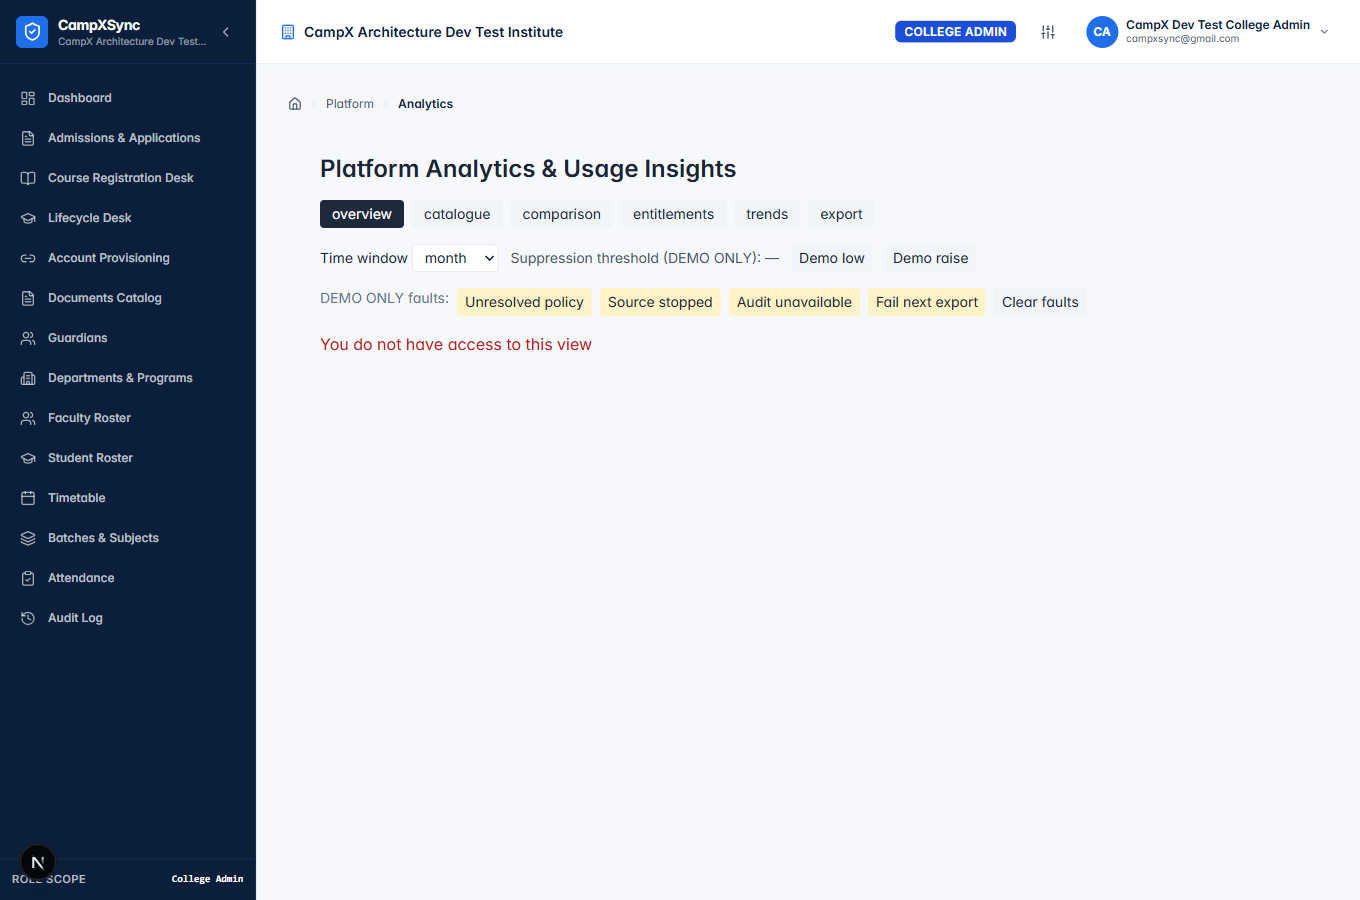 CampXSync
CampX Architecture Dev Test...
Dashboard
Admissions & Applications
Course Registration Desk
Lifecycle Desk
Account Provisioning
Documents Catalog
Guardians
Departments & Programs
Faculty Roster
Student Roster
Timetable
Batches & Subjects
Attendance
Audit Log
N
SCOPE
College Admin
CampX Architecture Dev Test Institute
COLLEGE ADMIN
CA
CampX Dev Test College Admin
campxsync@gmail.com
Platform
Analytics
Platform Analytics & Usage Insights
overview catalogue comparison entitlements trends export
Time window month Suppression threshold (DEMO ONLY): — Demo low Demo raise
DEMO ONLY faults: Unresolved policy Source stopped Audit unavailable Fail next export Clear faults
You do not have access to this view